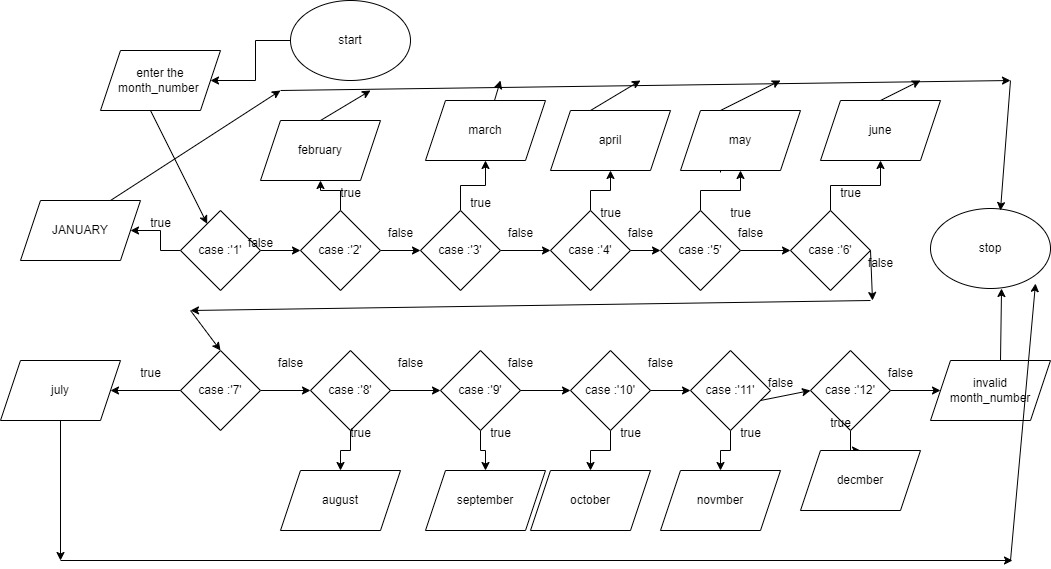 start
enter the
month_number
march
april
may
june
february
true
true
true
true
true
JANUARY
true
case :'1'
false
case :'2'
false
case :'3'
false
case :'4'
false
case :'5'
false
case :'6'
false
stop
july
true
case :'7'
false
case :'8'
false
case :'9'
false
case :'10'
false
case :'11'
false
case :'12'
false
invalid
month_number
true
true
true
true
true
august
september
october
novmber
decmber